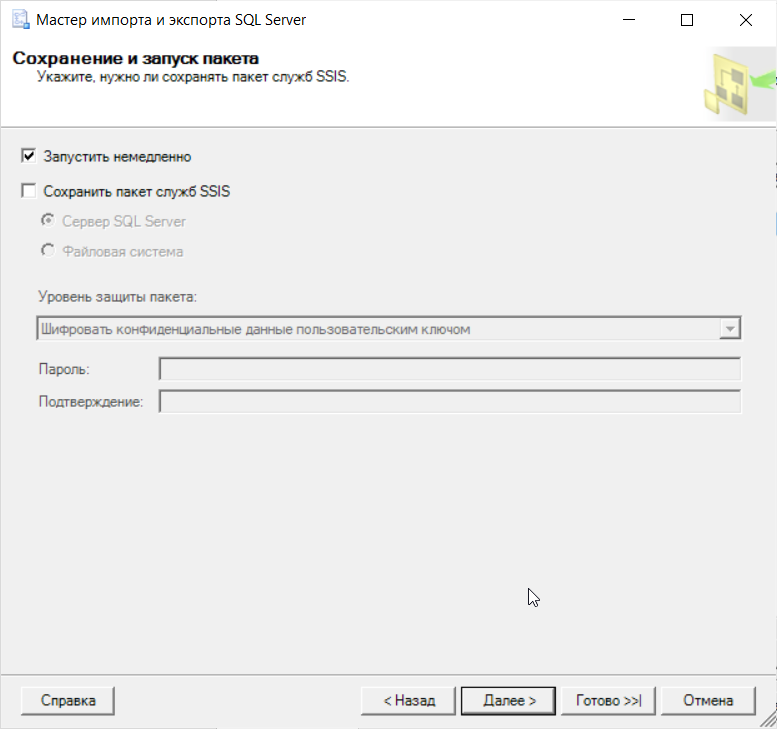 Мастер импорта и экспорта SQL Server
Сохранение и запуск пакета
Укажите, нужно ли сохранять пакет служб SSIS.
Запустить немедленно
Сохранить пакет служб SSIS
Сервер SQL Server
Файловая система
Уровень защиты пакета:
Шифровать конфиденциальные данные пользовательским ключом
Пароль:
Подтверждение:
Справка
< Назад
Далее >
Готово >>|
Отмена